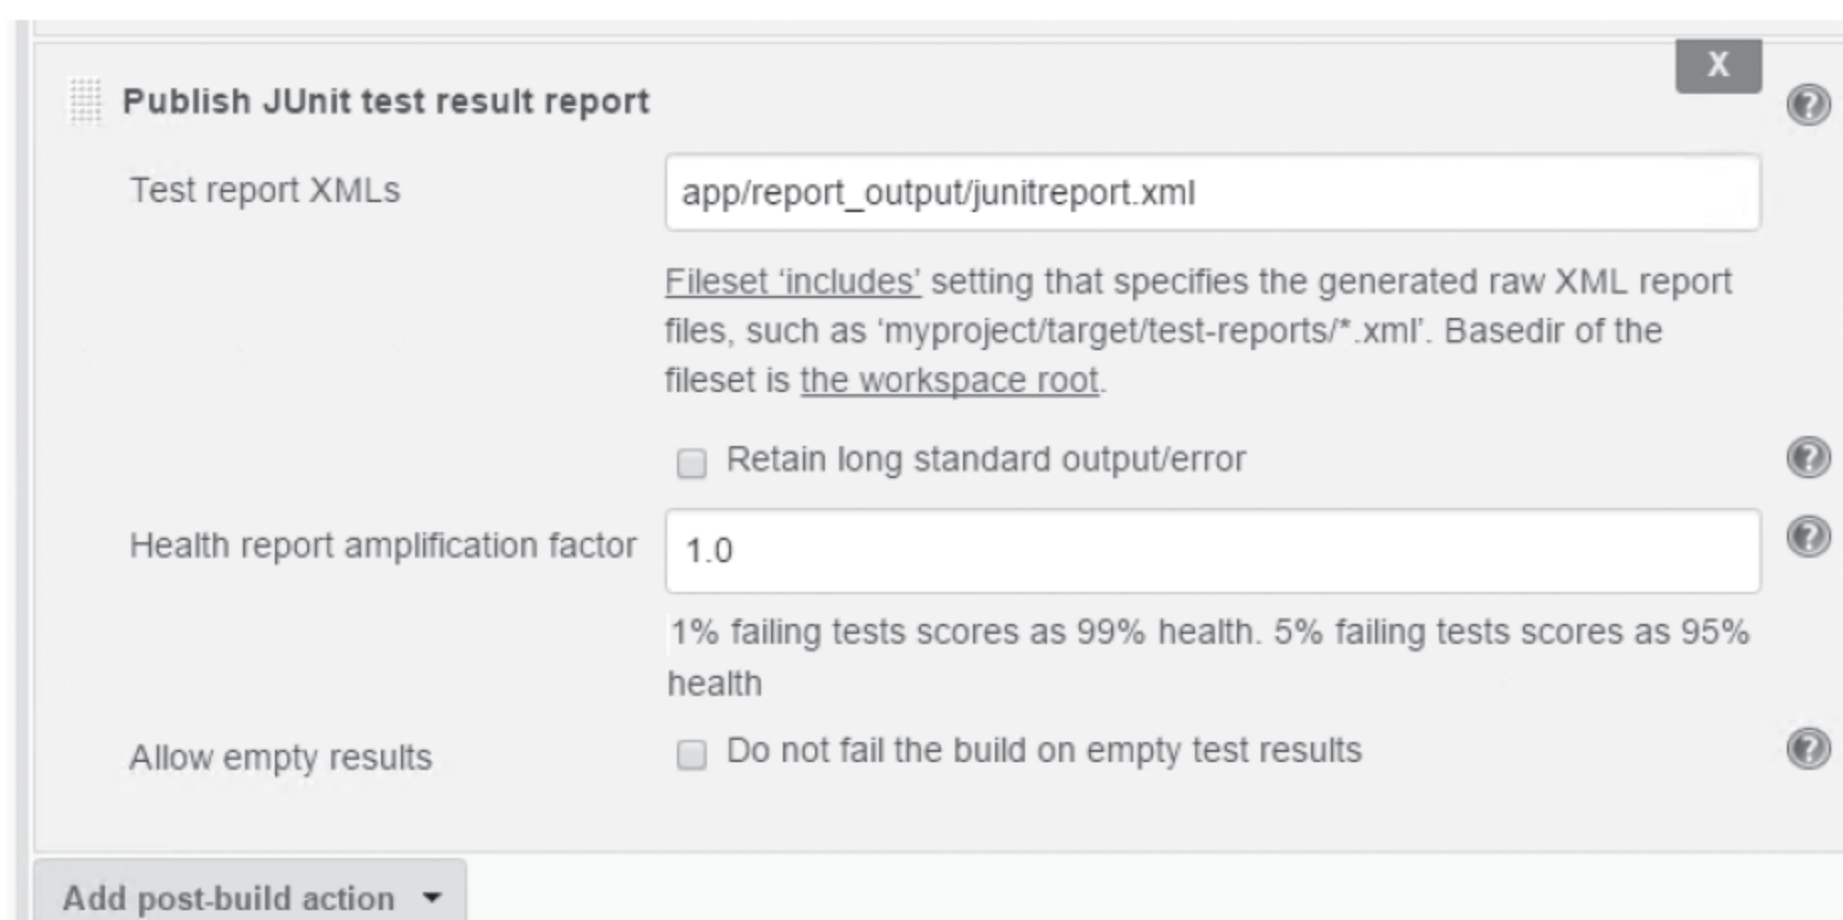 X
Publish JUnit test result report
Test report XMLs
app/report_output/junitreport.xml
Fileset ‘includes’ setting that specifies the generated raw XML report
files, such as ‘myproject/target/test-reports/*.xml’. Basedir of the
fileset is the workspace root.
Retain long standard output/error
Health report amplification factor
1.0
1% failing tests scores as 99% health. 5% failing tests scores as 95%
health
Allow empty results
Do not fail the build on empty test results
Add post-build action